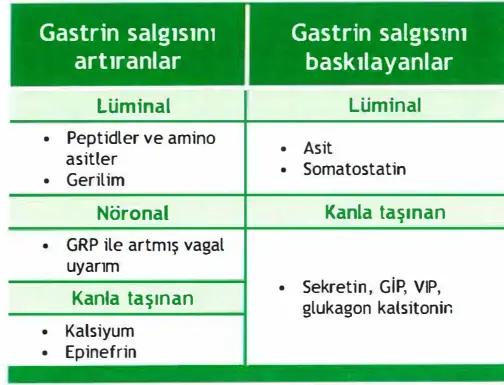 Gastrin salgısını
artıranlar
Gastrin salgısını
baskılayanlar
Lüminal
• Peptidler ve amino
asitler
• Gerilim
Lüminal
• Asit
• Somatostatin
Nöronal
• GRP ile artmış vagal
uyarım
Kanla taşınan
• Kalsiyum
• Epinefrin
Kanla taşınan
• Sekretin, GİP, VIP,
glukagon kalsitonin